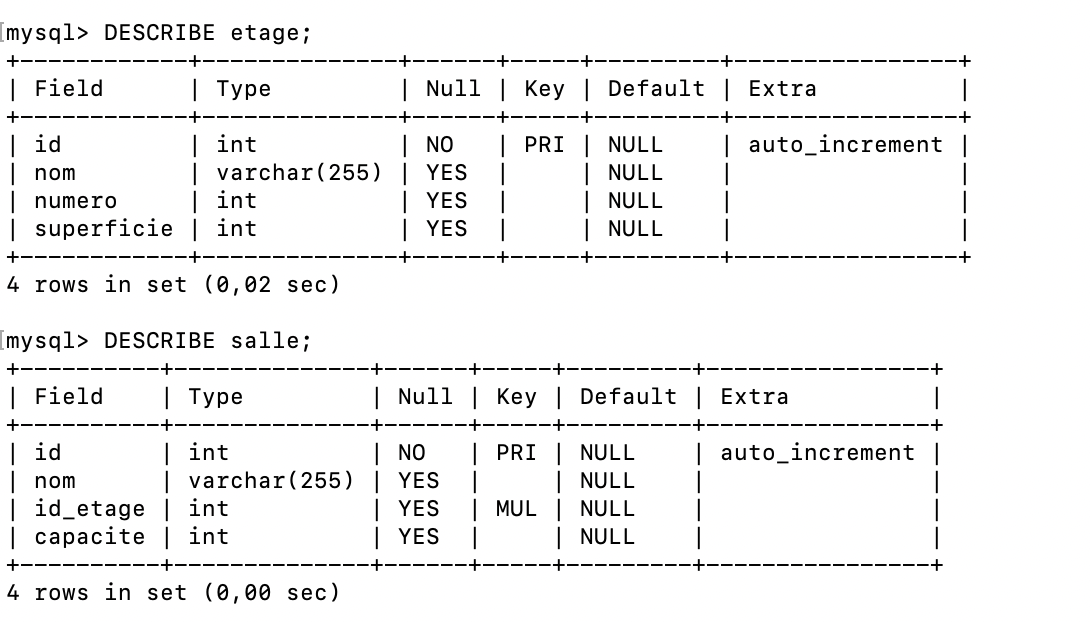 mysql> DESCRIBE etage;
+------------+--------------+------+-----+---------+----------------+
| Field      | Type         | Null | Key | Default | Extra          |
+------------+--------------+------+-----+---------+----------------+
| id         | int          | NO   | PRI | NULL    | auto_increment |
| nom        | varchar(255) | YES  |     | NULL    |                |
| numero     | int          | YES  |     | NULL    |                |
| superficie | int          | YES  |     | NULL    |                |
+------------+--------------+------+-----+---------+----------------+
4 rows in set (0,02 sec)

mysql> DESCRIBE salle;
+----------+--------------+------+-----+---------+----------------+
| Field    | Type         | Null | Key | Default | Extra          |
+----------+--------------+------+-----+---------+----------------+
| id       | int          | NO   | PRI | NULL    | auto_increment |
| nom      | varchar(255) | YES  |     | NULL    |                |
| id_etage | int          | YES  | MUL | NULL    |                |
| capacite | int          | YES  |     | NULL    |                |
+----------+--------------+------+-----+---------+----------------+
4 rows in set (0,00 sec)